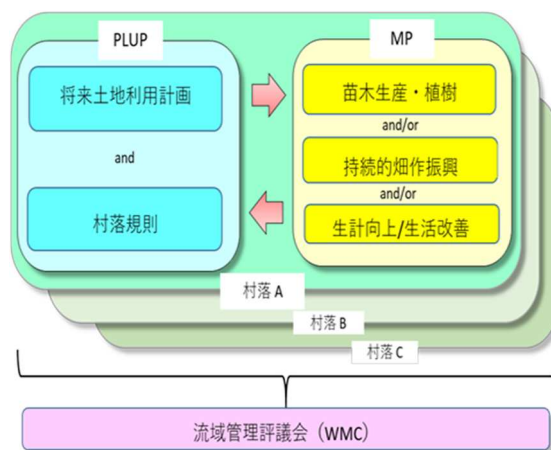 PLUP
MP
将来土地利用計画
and
村落規則
苗木生産・植樹
and/or
持続的畑作振興
and/or
生計向上/生活改善
村落 A
村落 B
村落 C
流域管理評議会（WMC）